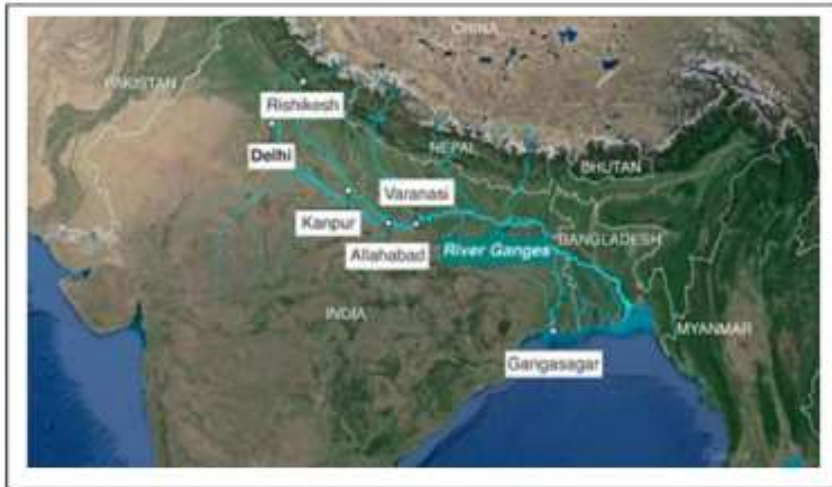 CHINA
PAKISTAN
Rishikesh
Delhi
NEPAL
BHUTAN
Varanasi
Kanpur
Allahabad
River Ganges
BANGLADESH
INDIA
MYANMAR
Gangasagar